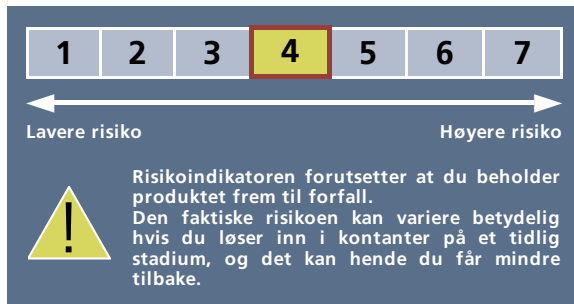 1 2 3 4 5 6 7
Lavere risiko Høyere risiko
Risikoindikatoren forutsetter at du beholder
produktet frem til forfall.
Den faktiske risikoen kan variere betydelig
hvis du løser inn i kontanter på et tidlig
stadium, og det kan hende du får mindre
tilbake.
!